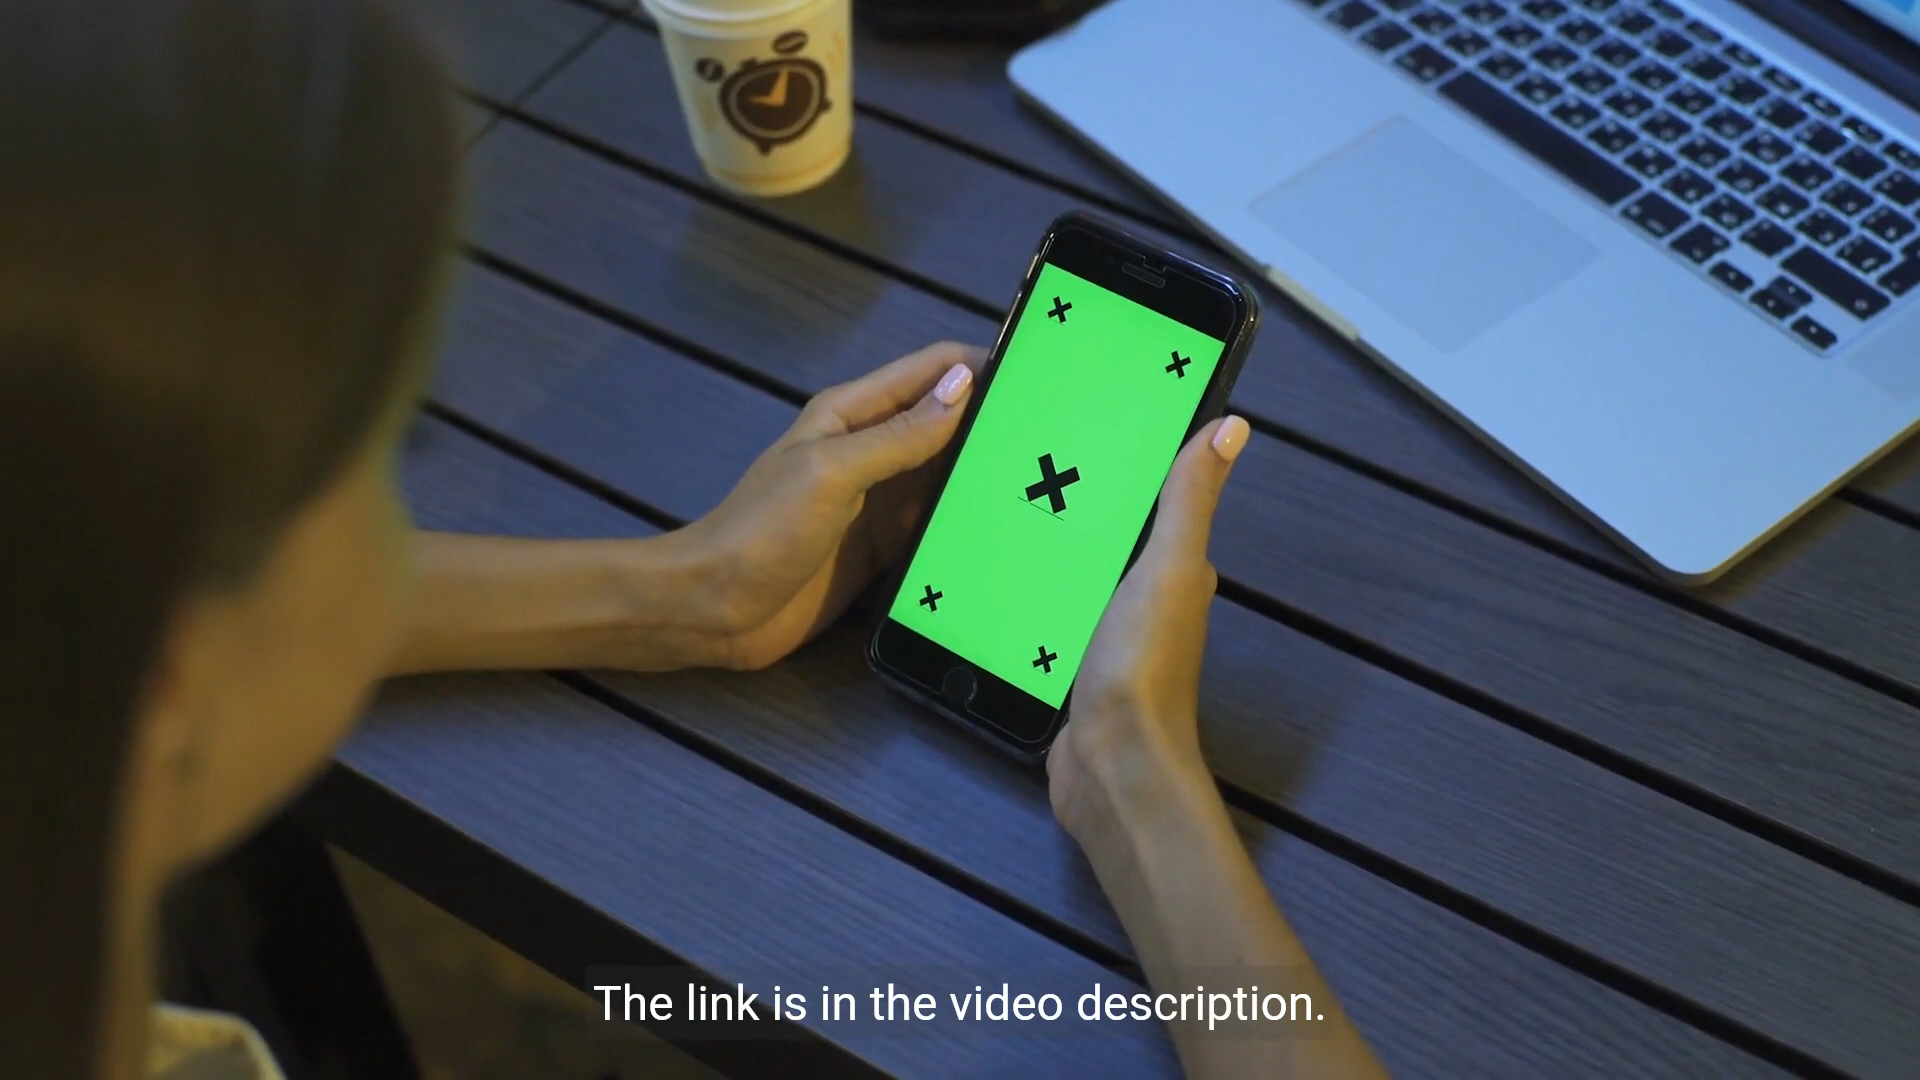 The link is in the video description.